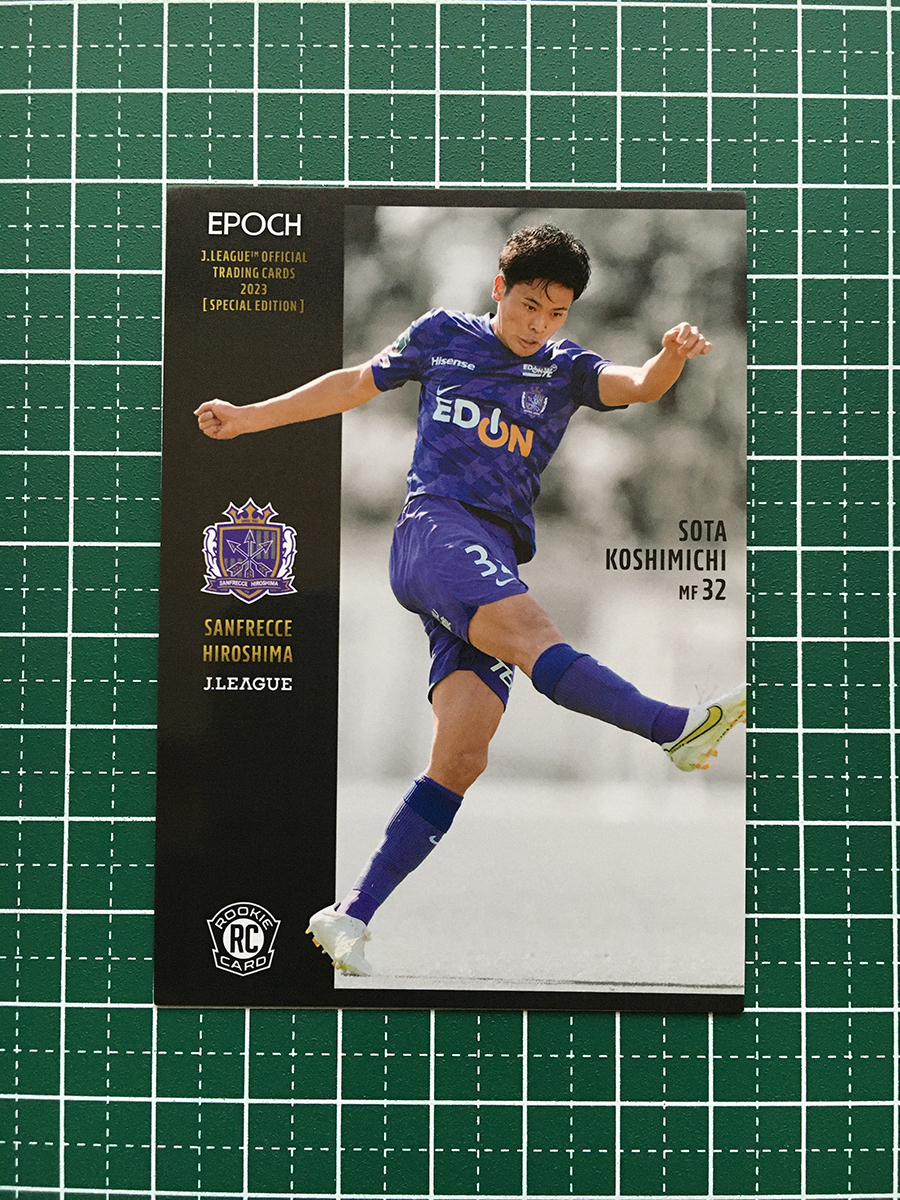 EPOCH
J.LEAGUE™ OFFICIAL
TRADING CARDS
2023
[ SPECIAL EDITION ]
Hisense
EDION
SANFRECCE HIROSHIMA
SANFRECCE
HIROSHIMA
J.LEAGUE
SOTA
KOSHIMICHI
MF 32
ROOKIE
RC
CARD